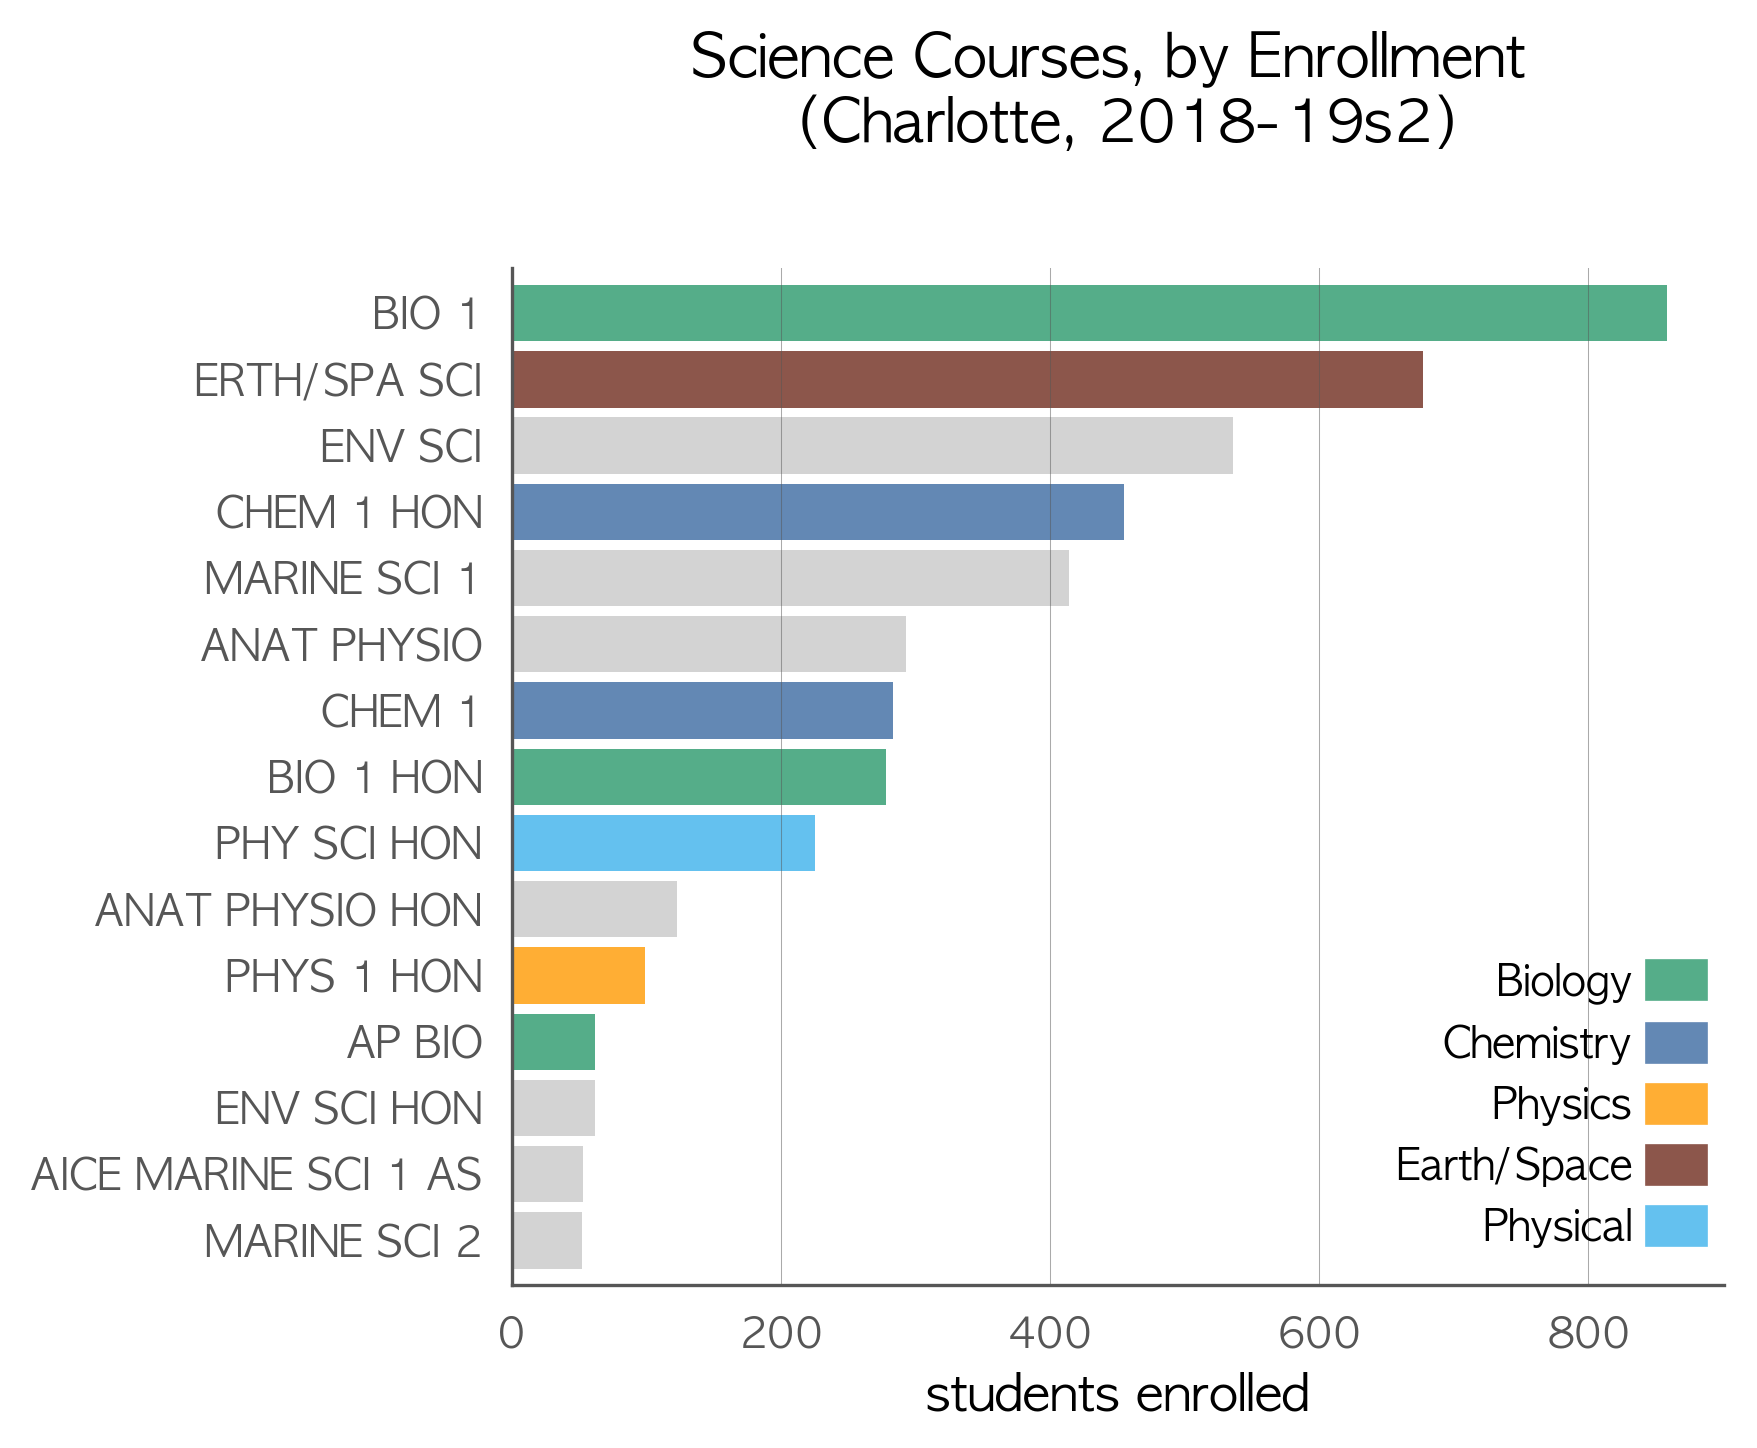 Science Courses, by Enrollment
(Charlotte, 2018-19s2)
BIO 1
ERTH/SPA SCI
ENV SCI
CHEM 1 HON
MARINE SCI 1
ANAT PHYSIO
CHEM 1
BIO 1 HON
PHY SCI HON
ANAT PHYSIO HON
PHYS 1 HON
AP BIO
ENV SCI HON
AICE MARINE SCI 1 AS
MARINE SCI 2
Biology
Chemistry
Physics
Earth/Space
Physical
0 200 400 600 800
students enrolled